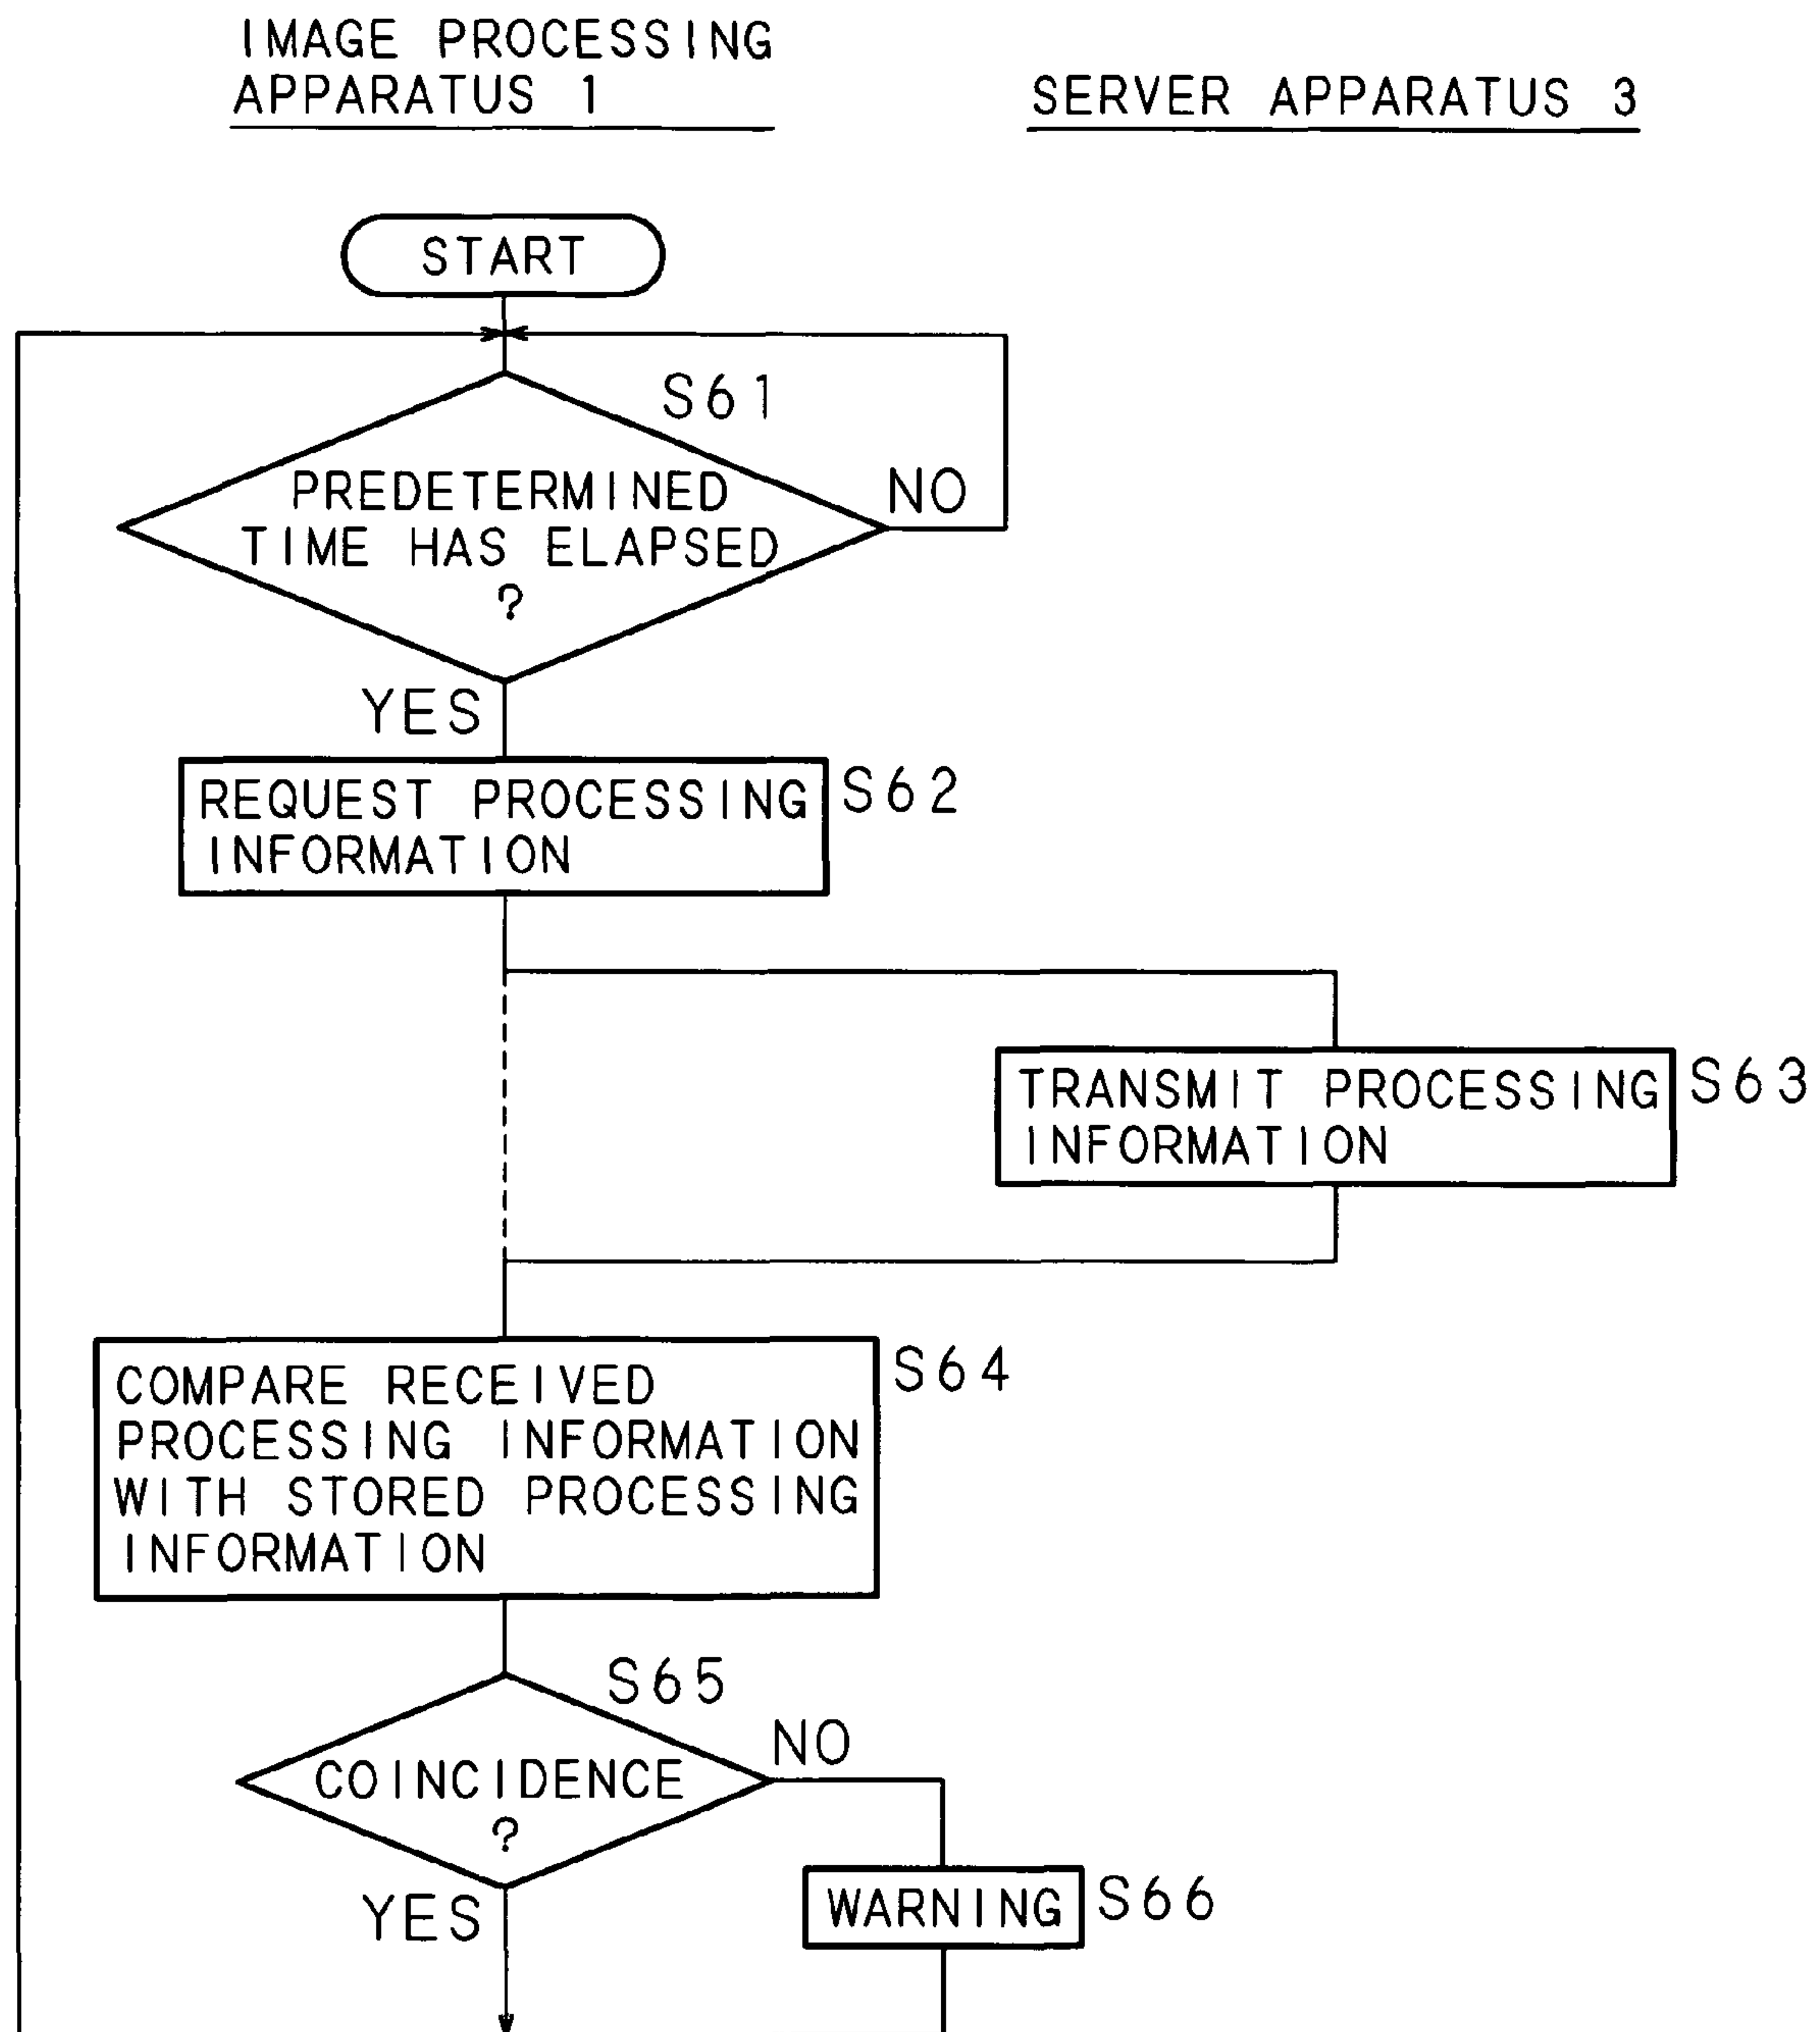 IMAGE PROCESSING
APPARATUS 1
SERVER APPARATUS 3
START
S61
PREDETERMINED
TIME HAS ELAPSED
?
NO
YES
REQUEST PROCESSING
INFORMATION
S62
TRANSMIT PROCESSING
INFORMATION
S63
COMPARE RECEIVED
PROCESSING INFORMATION
WITH STORED PROCESSING
INFORMATION
S64
S65
COINCIDENCE
?
NO
YES
WARNING
S66